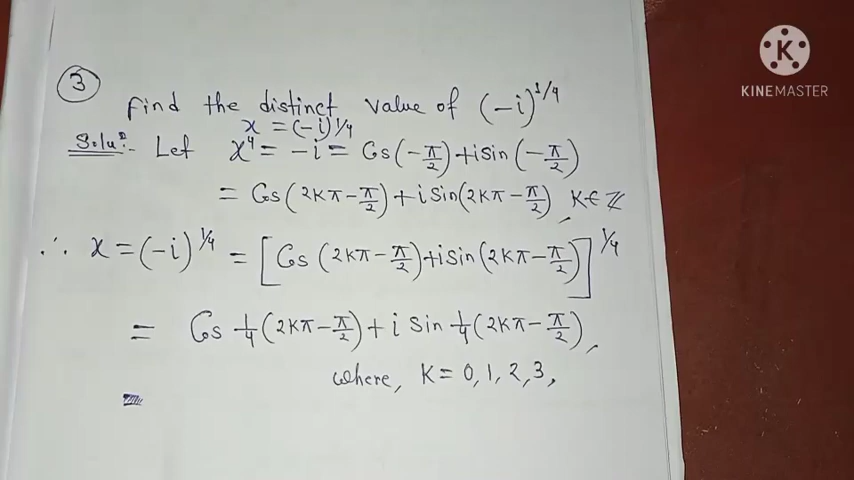 ③
Find the distinct value of (-i)^1/4
x = (-i)^1/4
Solu^n:- Let x^4 = -i = Cos(-π/2)+i sin(-π/2)
= Cos(2Kπ-π/2)+i Sin(2Kπ-π/2), K∈ℤ
∴ x = (-i)^1/4 = [Cos(2Kπ-π/2)+i Sin(2Kπ-π/2)]^1/4
= Cos 1/4(2Kπ-π/2)+i Sin 1/4(2Kπ-π/2),
where, K = 0, 1, 2, 3,
K
KINEMASTER